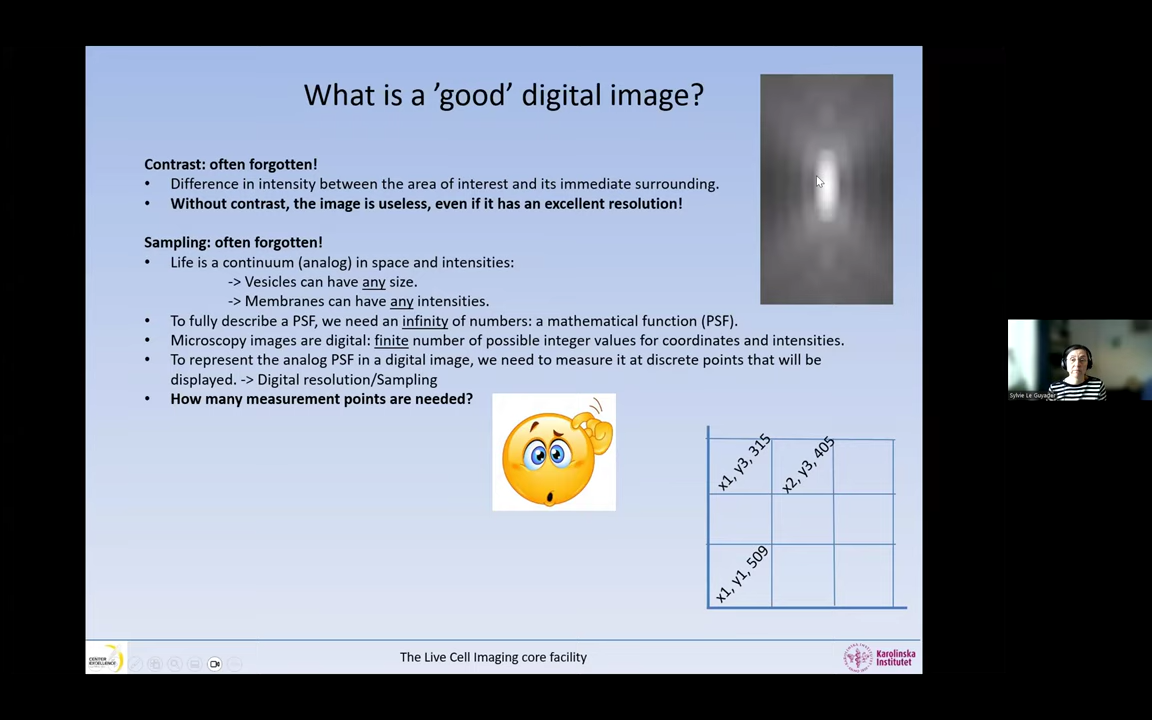 What is a ’good’ digital image?
Contrast: often forgotten!
• Difference in intensity between the area of interest and its immediate surrounding.
• Without contrast, the image is useless, even if it has an excellent resolution!
Sampling: often forgotten!
• Life is a continuum (analog) in space and intensities:
-> Vesicles can have any size.
-> Membranes can have any intensities.
• To fully describe a PSF, we need an infinity of numbers: a mathematical function (PSF).
• Microscopy images are digital: finite number of possible integer values for coordinates and intensities.
• To represent the analog PSF in a digital image, we need to measure it at discrete points that will be
displayed. -> Digital resolution/Sampling
• How many measurement points are needed?
x1, y3, 315
x2, y3, 405
x1, y1, 509
Sylvie Le Guyader
The Live Cell Imaging core facility
Karolinska
Institutet